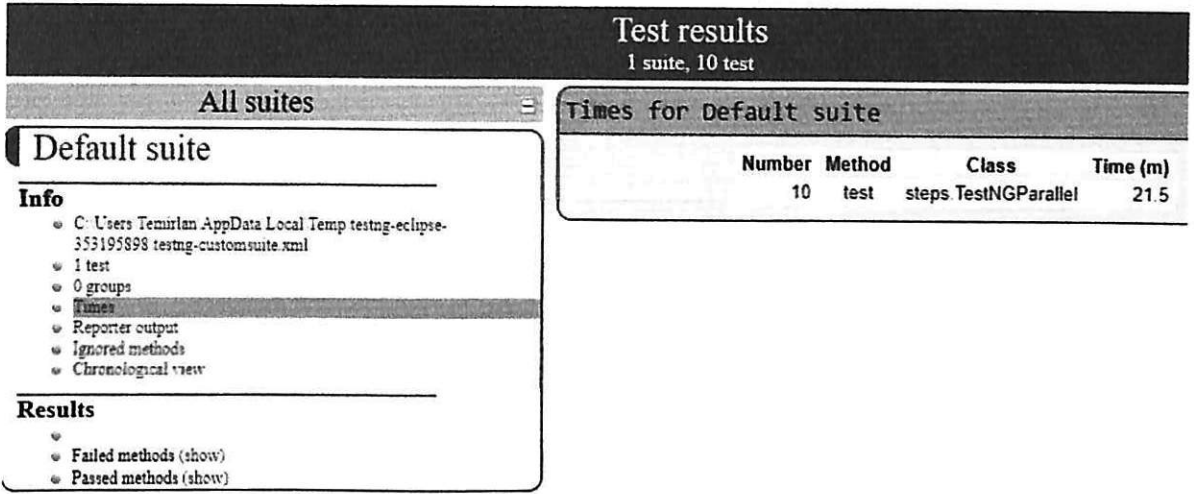 Test results
1 suite, 10 test
All suites
Default suite
Info
C: Users Temirlan AppData Local Temp testng-eclipse-
353195898 testng-customsuite.xml
1 test
0 groups
Times
Reporter output
Ignored methods
Chronological view
Results
Failed methods (show)
Passed methods (show)
Times for Default suite
Number Method Class Time (m)
10 test steps.TestNGParallel 21.5